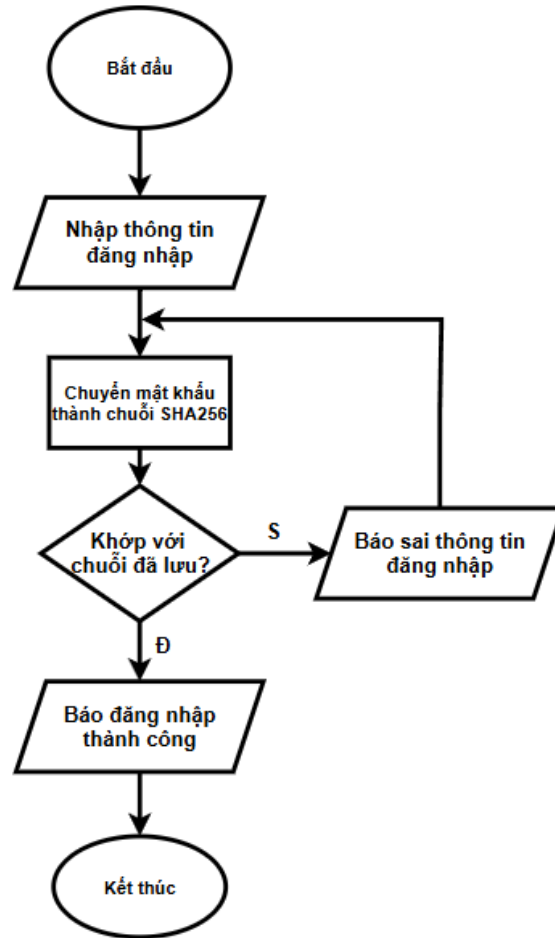 Bắt đầu
Nhập thông tin
đăng nhập
Chuyển mật khẩu
thành chuỗi SHA256
Khớp với
chuỗi đã lưu?
S
Báo sai thông tin
đăng nhập
Đ
Báo đăng nhập
thành công
Kết thúc